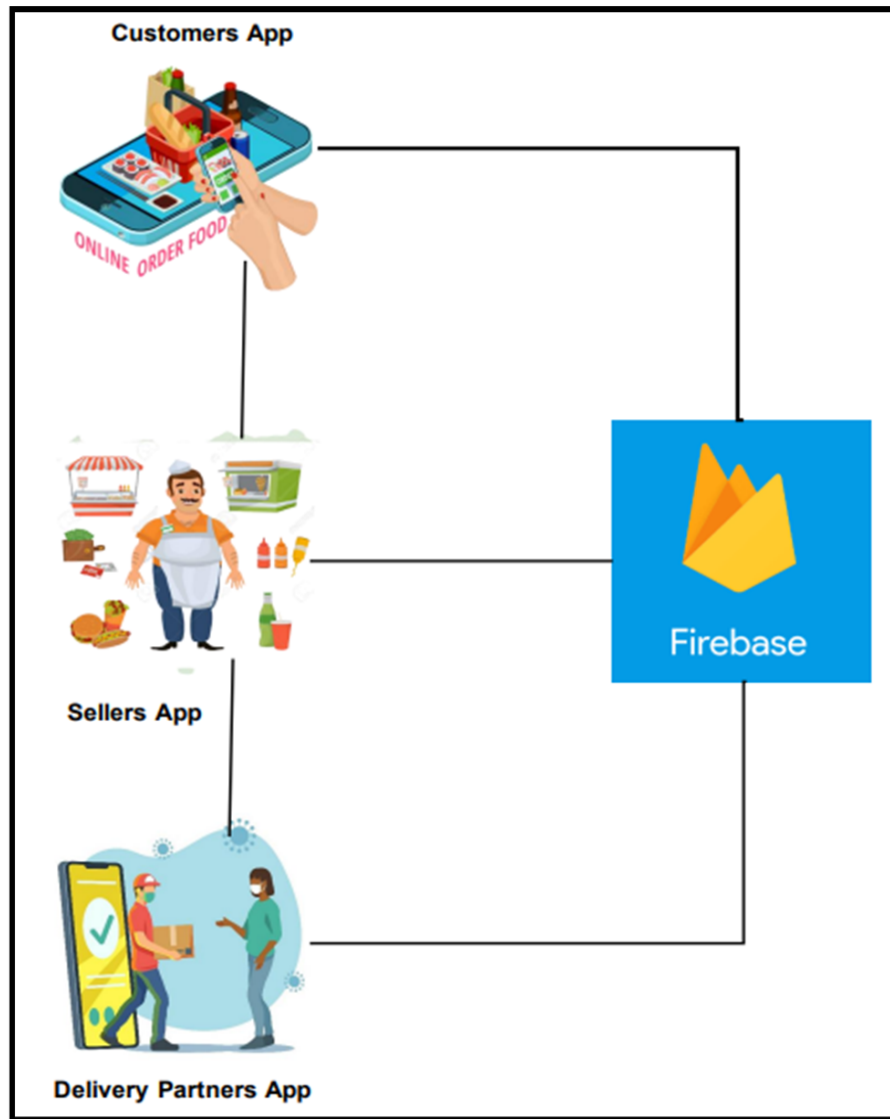 Customers App
ONLINE ORDER FOOD
Firebase
Sellers App
Delivery Partners App